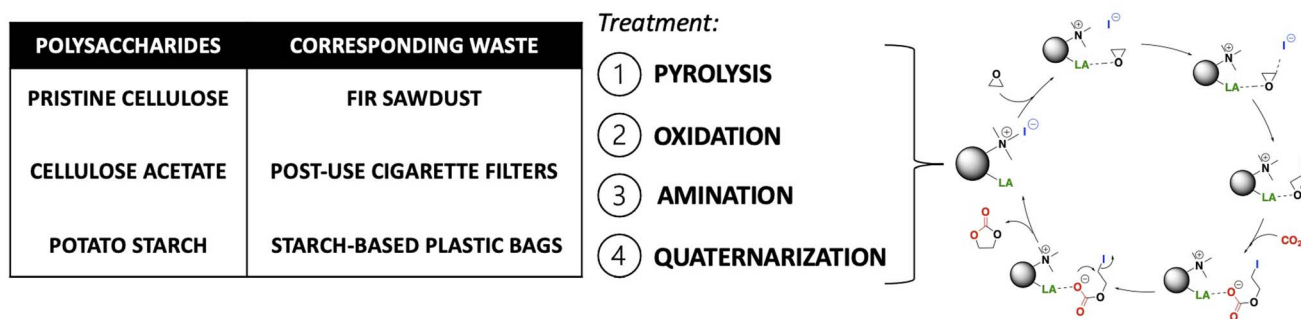 POLYSACCHARIDES CORRESPONDING WASTE
PRISTINE CELLULOSE FIR SAWDUST
CELLULOSE ACETATE POST-USE CIGARETTE FILTERS
POTATO STARCH STARCH-BASED PLASTIC BAGS
Treatment:
1 PYROLYSIS
2 OXIDATION
3 AMINATION
4 QUATERNARIZATION
N ⊕ I ⊖
LA O
N ⊕ I ⊖
LA O
N ⊕
LA
CO₂
N ⊕ I
LA O ⊖
O O
N ⊕ I
LA O ⊖
O O
O
O O
O
N ⊕ I ⊖
LA